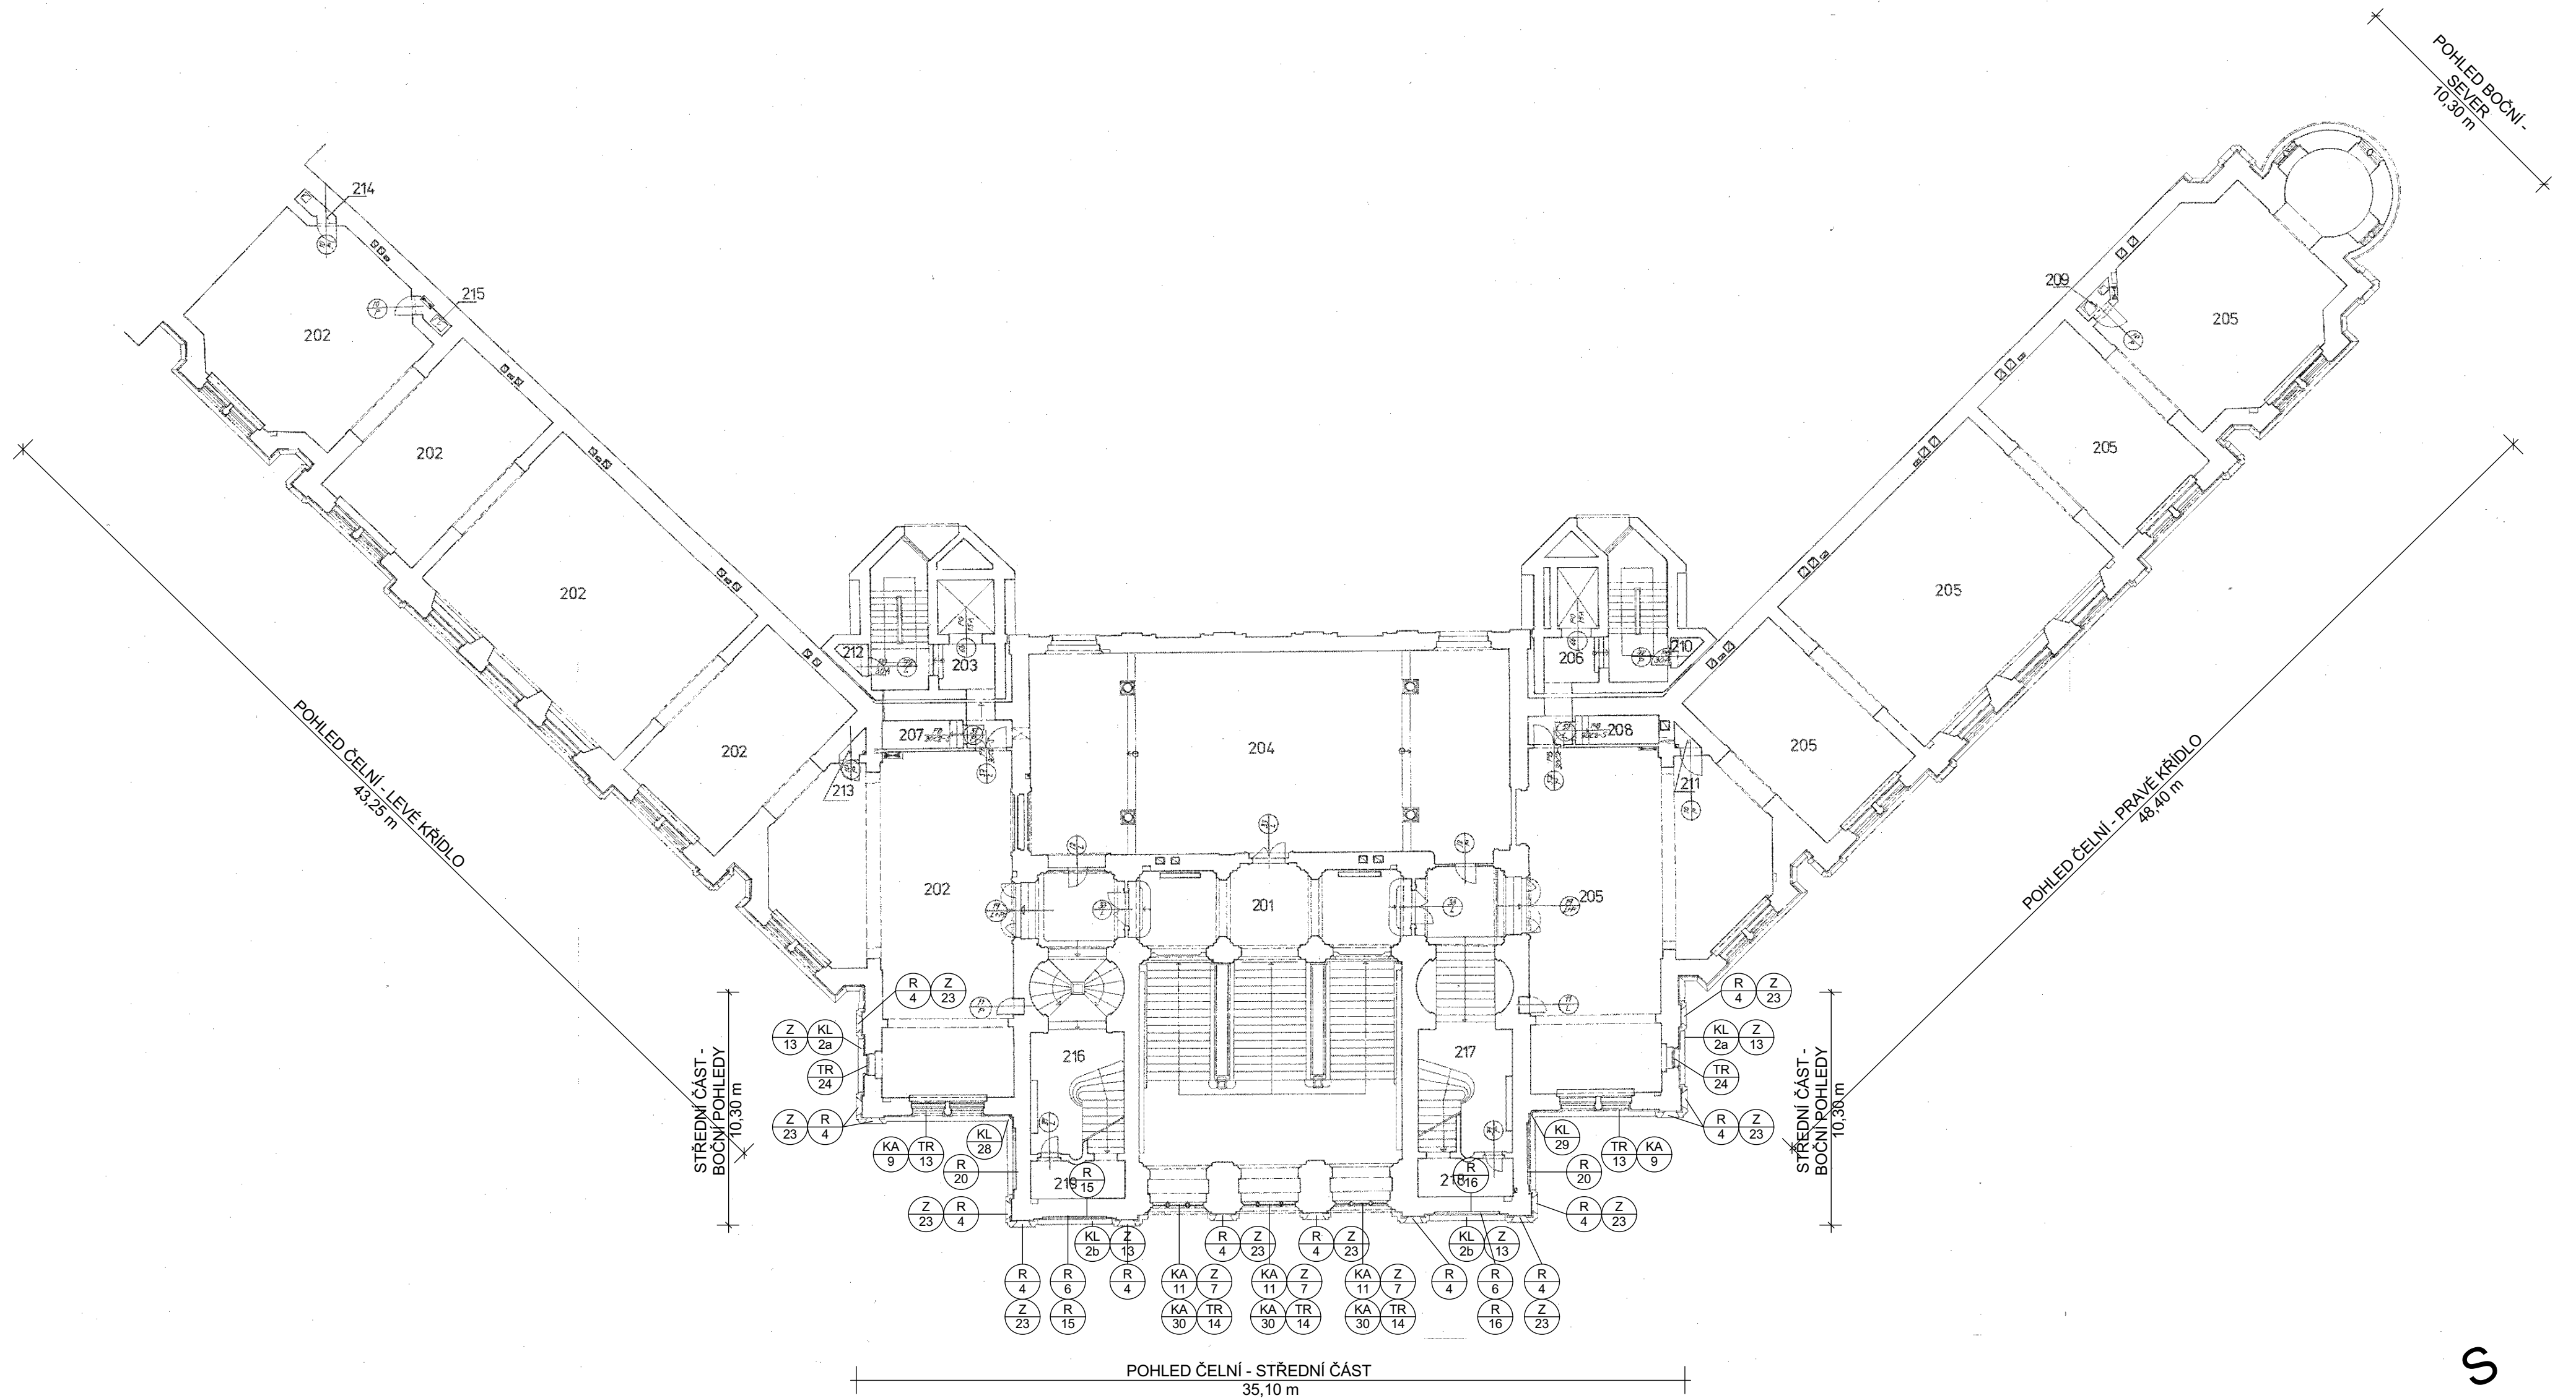 POHLED BOČNÍ -
SEVER
10,30 m
214
215
209
202
205
202
205
202
205
212
203
206
210
207
208
204
202
205
213
211
POHLED ČELNÍ - LEVÉ KŘÍDLO
43,25 m
POHLED ČELNÍ - PRAVÉ KŘÍDLO
48,40 m
202
201
205
R
4
Z
23
R
4
Z
23
Z
13
KL
2a
KL
2a
Z
13
TR
24
TR
24
216
217
STŘEDNÍ ČÁST -
BOČNÍ POHLEDY
10,30 m
STŘEDNÍ ČÁST -
BOČNÍ POHLEDY
10,30 m
Z
23
R
4
R
4
Z
23
KA
9
TR
13
KL
28
KL
29
TR
13
KA
9
R
20
219
R
15
218
R
16
R
20
Z
23
R
4
R
4
Z
23
KL
2b
Z
13
R
4
Z
23
R
4
Z
23
KL
2b
Z
13
R
4
R
6
R
4
KA
11
Z
7
KA
11
Z
7
KA
11
Z
7
R
4
R
6
R
4
Z
23
R
15
KA
30
TR
14
KA
30
TR
14
KA
30
TR
14
R
16
Z
23
POHLED ČELNÍ - STŘEDNÍ ČÁST
35,10 m
S